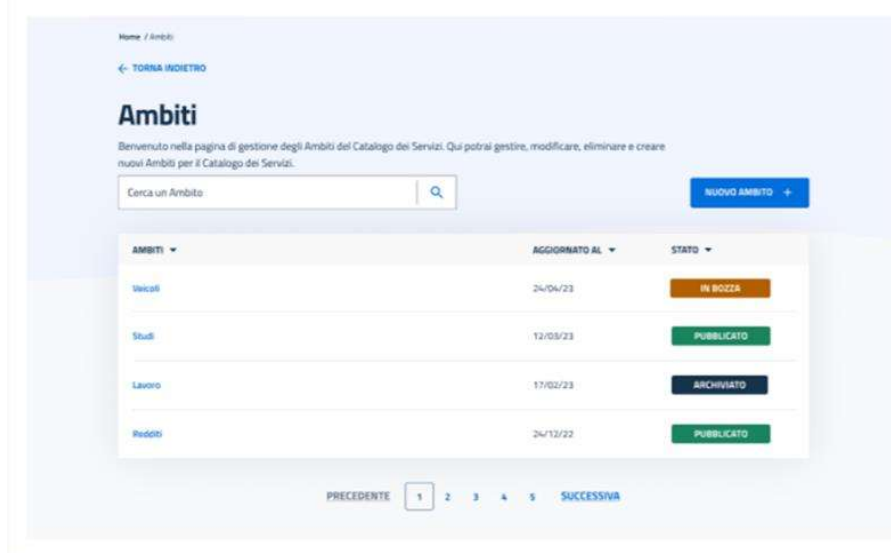 Home / Ambiti
← TORNA INDIETRO
Ambiti
Benvenuto nella pagina di gestione degli Ambiti del Catalogo dei Servizi. Qui potrai gestire, modificare, eliminare e creare
nuovi Ambiti per il Catalogo dei Servizi.
Cerca un Ambito
NUOVO AMBITO +
AMBITI AGGIORNATO AL STATO
Veicoli 24/04/23 IN BOZZA
Studi 12/03/23 PUBBLICATO
Lavoro 17/02/23 ARCHIVIATO
Redditi 24/12/22 PUBBLICATO
PRECEDENTE 1 2 3 4 5 SUCCESSIVA